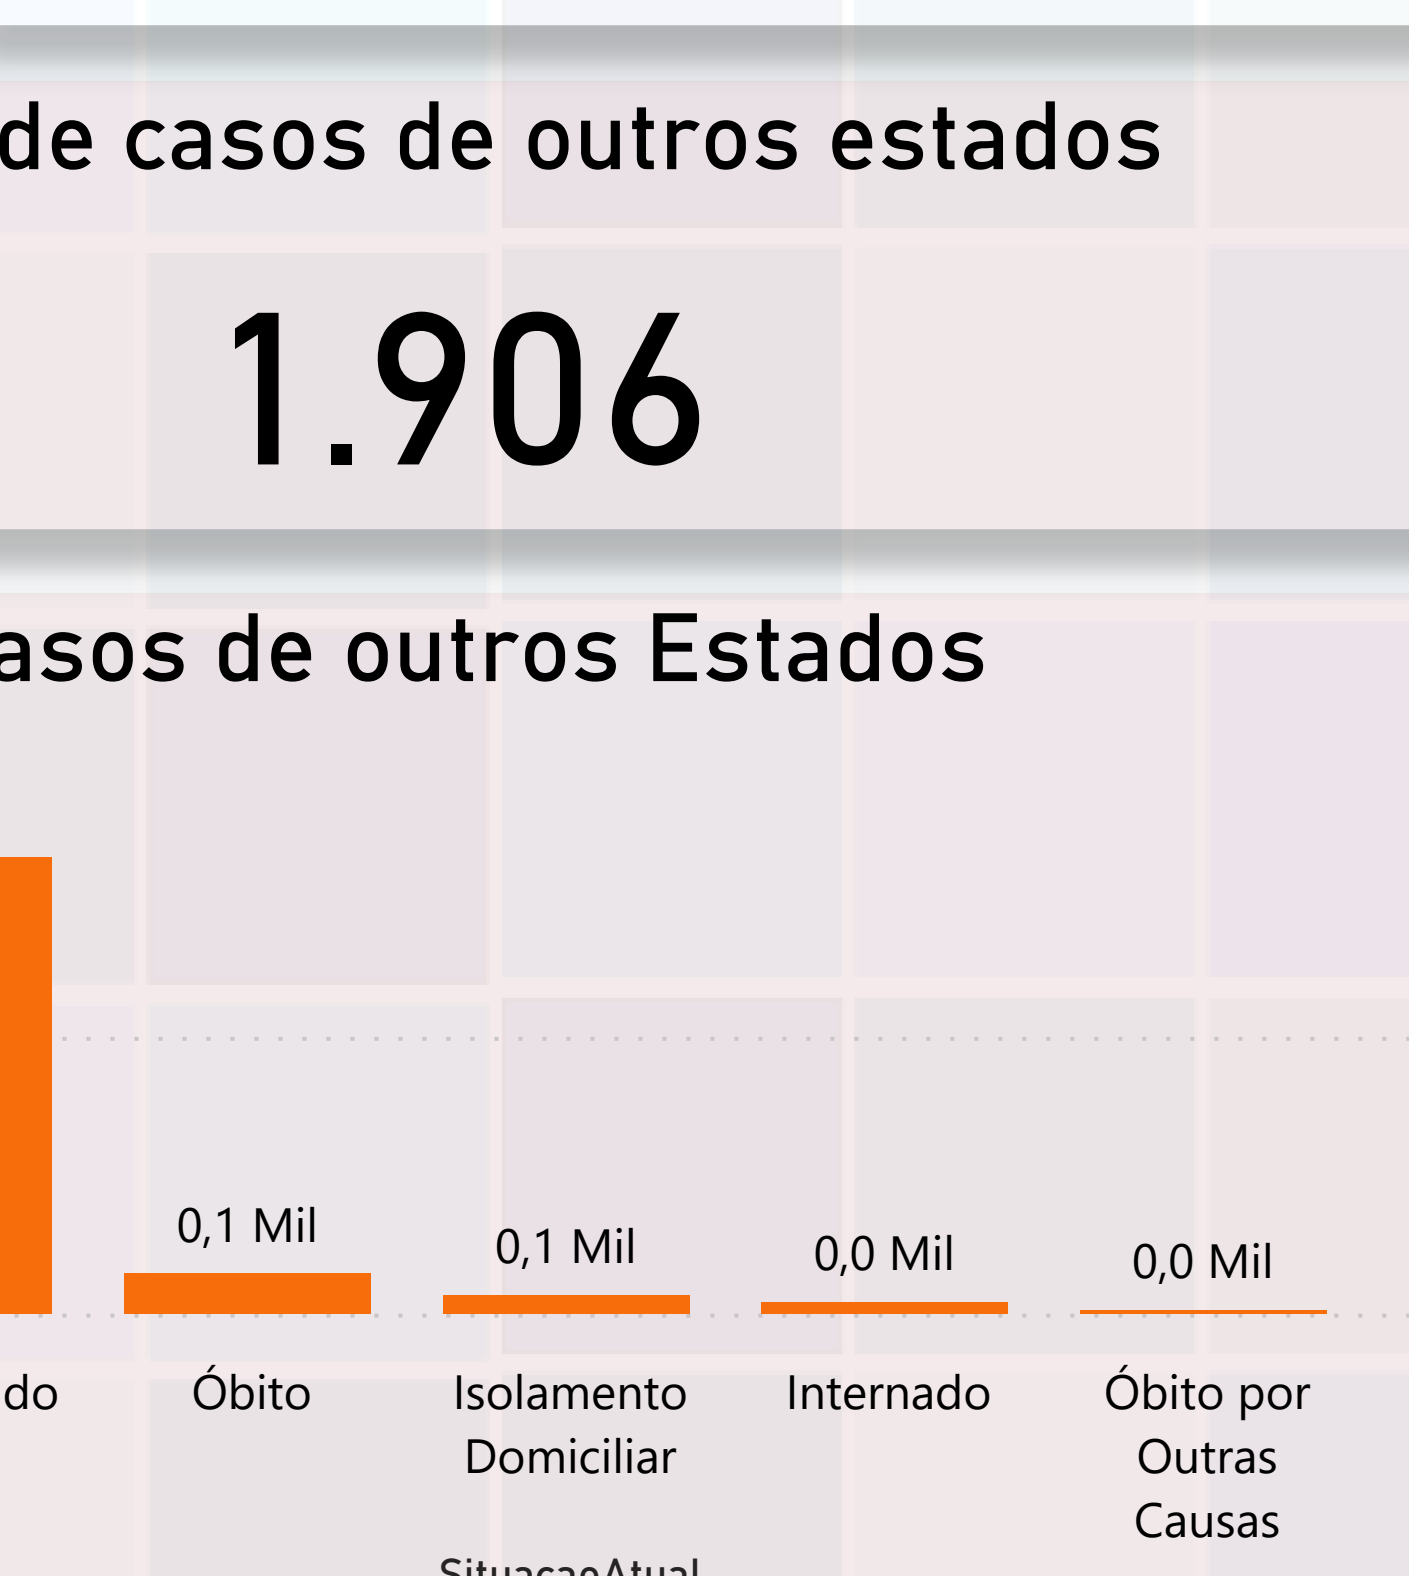 de casos de outros estados
1.906
asos de outros Estados
0,1 Mil
0,1 Mil
0,0 Mil
0,0 Mil
do
Óbito
Isolamento
Domiciliar
Internado
Óbito por
Outras
Causas
SituacaoAtual